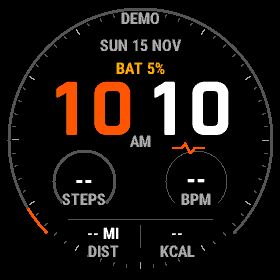 DEMO
SUN 15 NOV
BAT 5%
10 10
AM
-- --
STEPS BPM
-- MI --
DIST KCAL